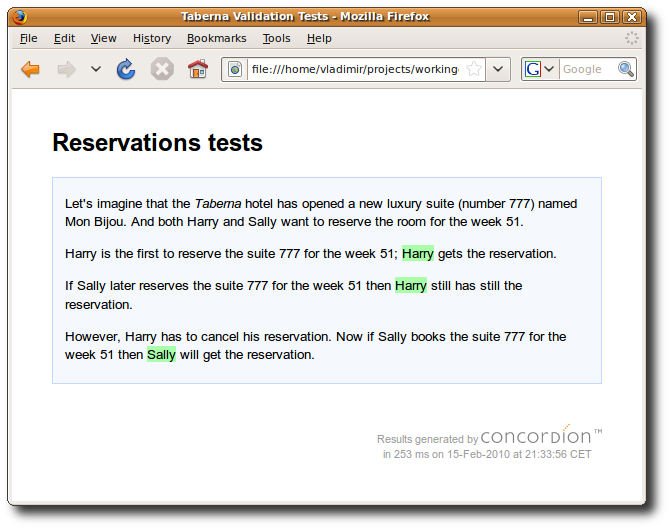 Taberna Validation Tests - Mozilla Firefox
File Edit View History Bookmarks Tools Help
file:///home/vladimir/projects/working G Google
Reservations tests
Let's imagine that the Taberna hotel has opened a new luxury suite (number 777) named
Mon Bijou. And both Harry and Sally want to reserve the room for the week 51.
Harry is the first to reserve the suite 777 for the week 51; Harry gets the reservation.
If Sally later reserves the suite 777 for the week 51 then Harry still has still the
reservation.
However, Harry has to cancel his reservation. Now if Sally books the suite 777 for the
week 51 then Sally will get the reservation.
Results generated by concordion™
in 253 ms on 15-Feb-2010 at 21:33:56 CET